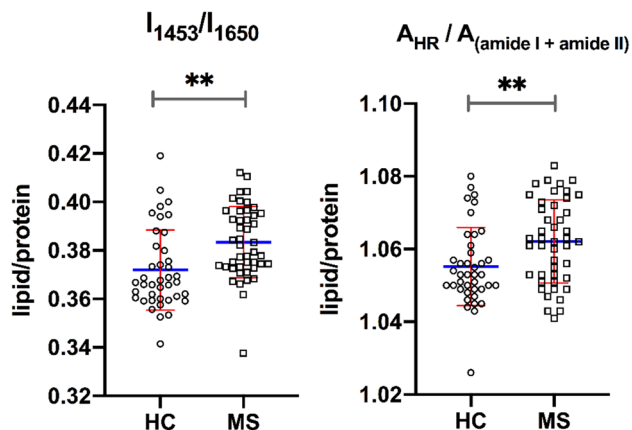 I1453/I1650
**
lipid/protein
0.44
0.42
0.40
0.38
0.36
0.34
0.32
HC MS
AHR / A(amide I + amide II)
**
lipid/protein
1.10
1.08
1.06
1.04
1.02
HC MS